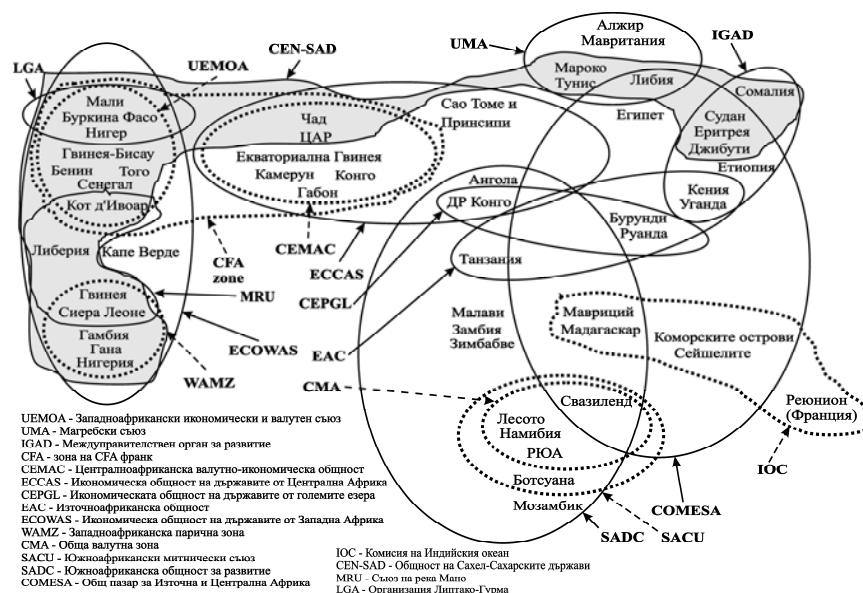 Алжир
Мавритания
UMA
IGAD
CEN-SAD
UEMOA
LGA
Мароко
Тунис
Либия
Сомалия
Мали
Буркина Фасо
Нигер
Чад
ЦАР
Сао Томе и
Принсипи
Египет
Судан
Еритрея
Джибути
Гвинея-Бисау
Бенин Того
Сенегал
Екваториална Гвинея
Камерун Конго
Габон
Етиопия
Ангола
Кения
Уганда
Кот д'Ивоар
ДР Конго
Бурунди
Руанда
Либерия
Капе Верде
CFA
zone
CEMAC
ECCAS
Танзания
Гвинея
Сиера Леоне
MRU
CEPGL
Малави
Замбия
Зимбабве
Мавриций
Мадагаскар
Гамбия
Гана
Нигерия
ECOWAS
EAC
Коморските острови
Сейшелите
WAMZ
CMA
Свазиленд
Лесото
Намибия
РЮА
Реюнион
(Франция)
Ботсуана
IOC
Мозамбик
COMESA
SADC
SACU
UEMOA - Западноафрикански икономически и валутен съюз
UMA - Магребски съюз
IGAD - Междуправителствен орган за развитие
CFA - зона на CFA франк
CEMAC - Централноафриканска валутно-икономическа общност
ECCAS - Икономическа общност на държавите от Централна Африка
CEPGL - Икономическата общност на държавите от големите езера
EAC - Източноафриканска общност
ECOWAS - Икономическа общност на държавите от Западна Африка
WAMZ - Западноафриканска парична зона
CMA - Обща валутна зона
SACU - Южноафрикански митнически съюз
SADC - Южноафриканска общност за развитие
COMESA - Общ пазар за Източна и Централна Африка
IOC - Комисия на Индийския океан
CEN-SAD - Общност на Сахел-Сахарските държави
MRU - Съюз на река Мано
LGA - Организация Липтако-Гурма